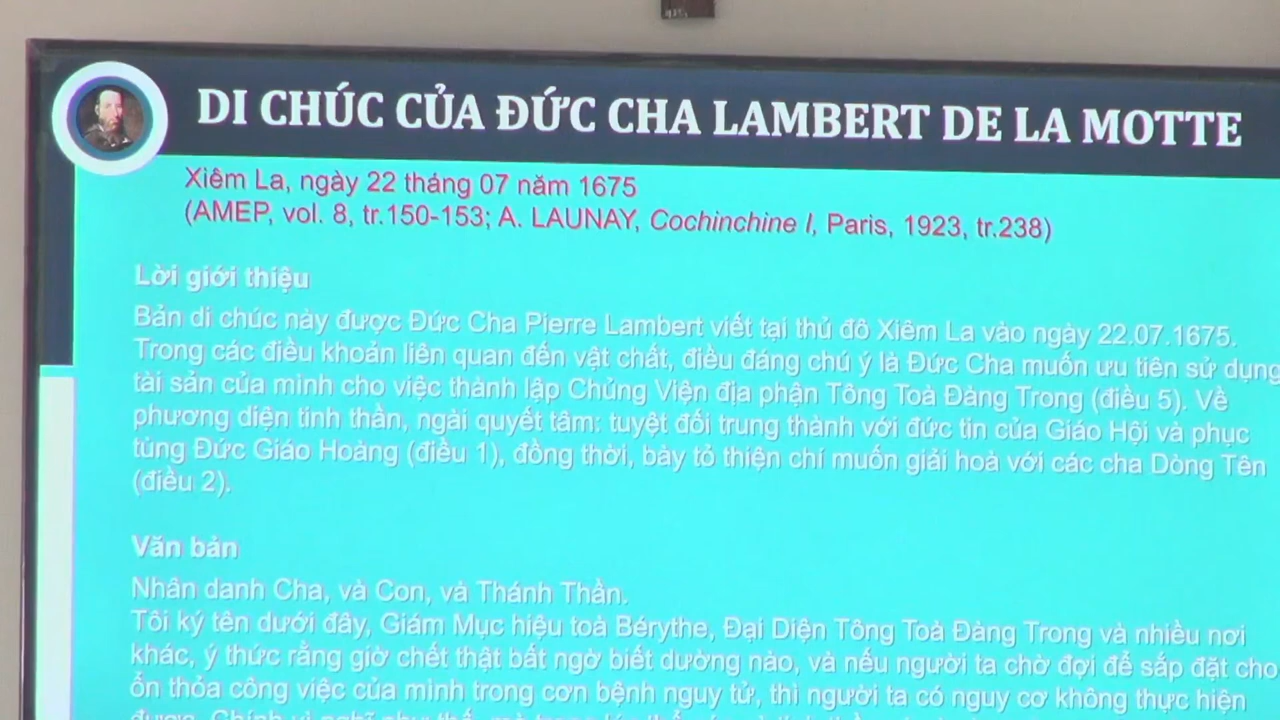 DI CHÚC CỦA ĐỨC CHA LAMBERT DE LA MOTTE
Xiêm La, ngày 22 tháng 07 năm 1675
(AMEP, vol. 8, tr.150-153; A. LAUNAY, Cochinchine I, Paris, 1923, tr.238)
Lời giới thiệu
Bản di chúc này được Đức Cha Pierre Lambert viết tại thủ đô Xiêm La vào ngày 22.07.1675.
Trong các điều khoản liên quan đến vật chất, điều đáng chú ý là Đức Cha muốn ưu tiên sử dụng
tài sản của mình cho việc thành lập Chủng Viện địa phận Tông Toà Đàng Trong (điều 5). Về
phương diện tinh thần, ngài quyết tâm: tuyệt đối trung thành với đức tin của Giáo Hội và phục
tùng Đức Giáo Hoàng (điều 1), đồng thời, bày tỏ thiện chí muốn giải hoà với các cha Dòng Tên
(điều 2).
Văn bản
Nhân danh Cha, và Con, và Thánh Thần.
Tôi ký tên dưới đây, Giám Mục hiệu toà Bérythe, Đại Diện Tông Toà Đàng Trong và nhiều nơi
khác, ý thức rằng giờ chết thật bất ngờ biết dường nào, và nếu người ta chờ đợi để sắp đặt cho
ổn thỏa công việc của mình trong cơn bệnh nguy tử, thì người ta có nguy cơ không thực hiện
được. Chính vì nghĩ như thế, mà trong